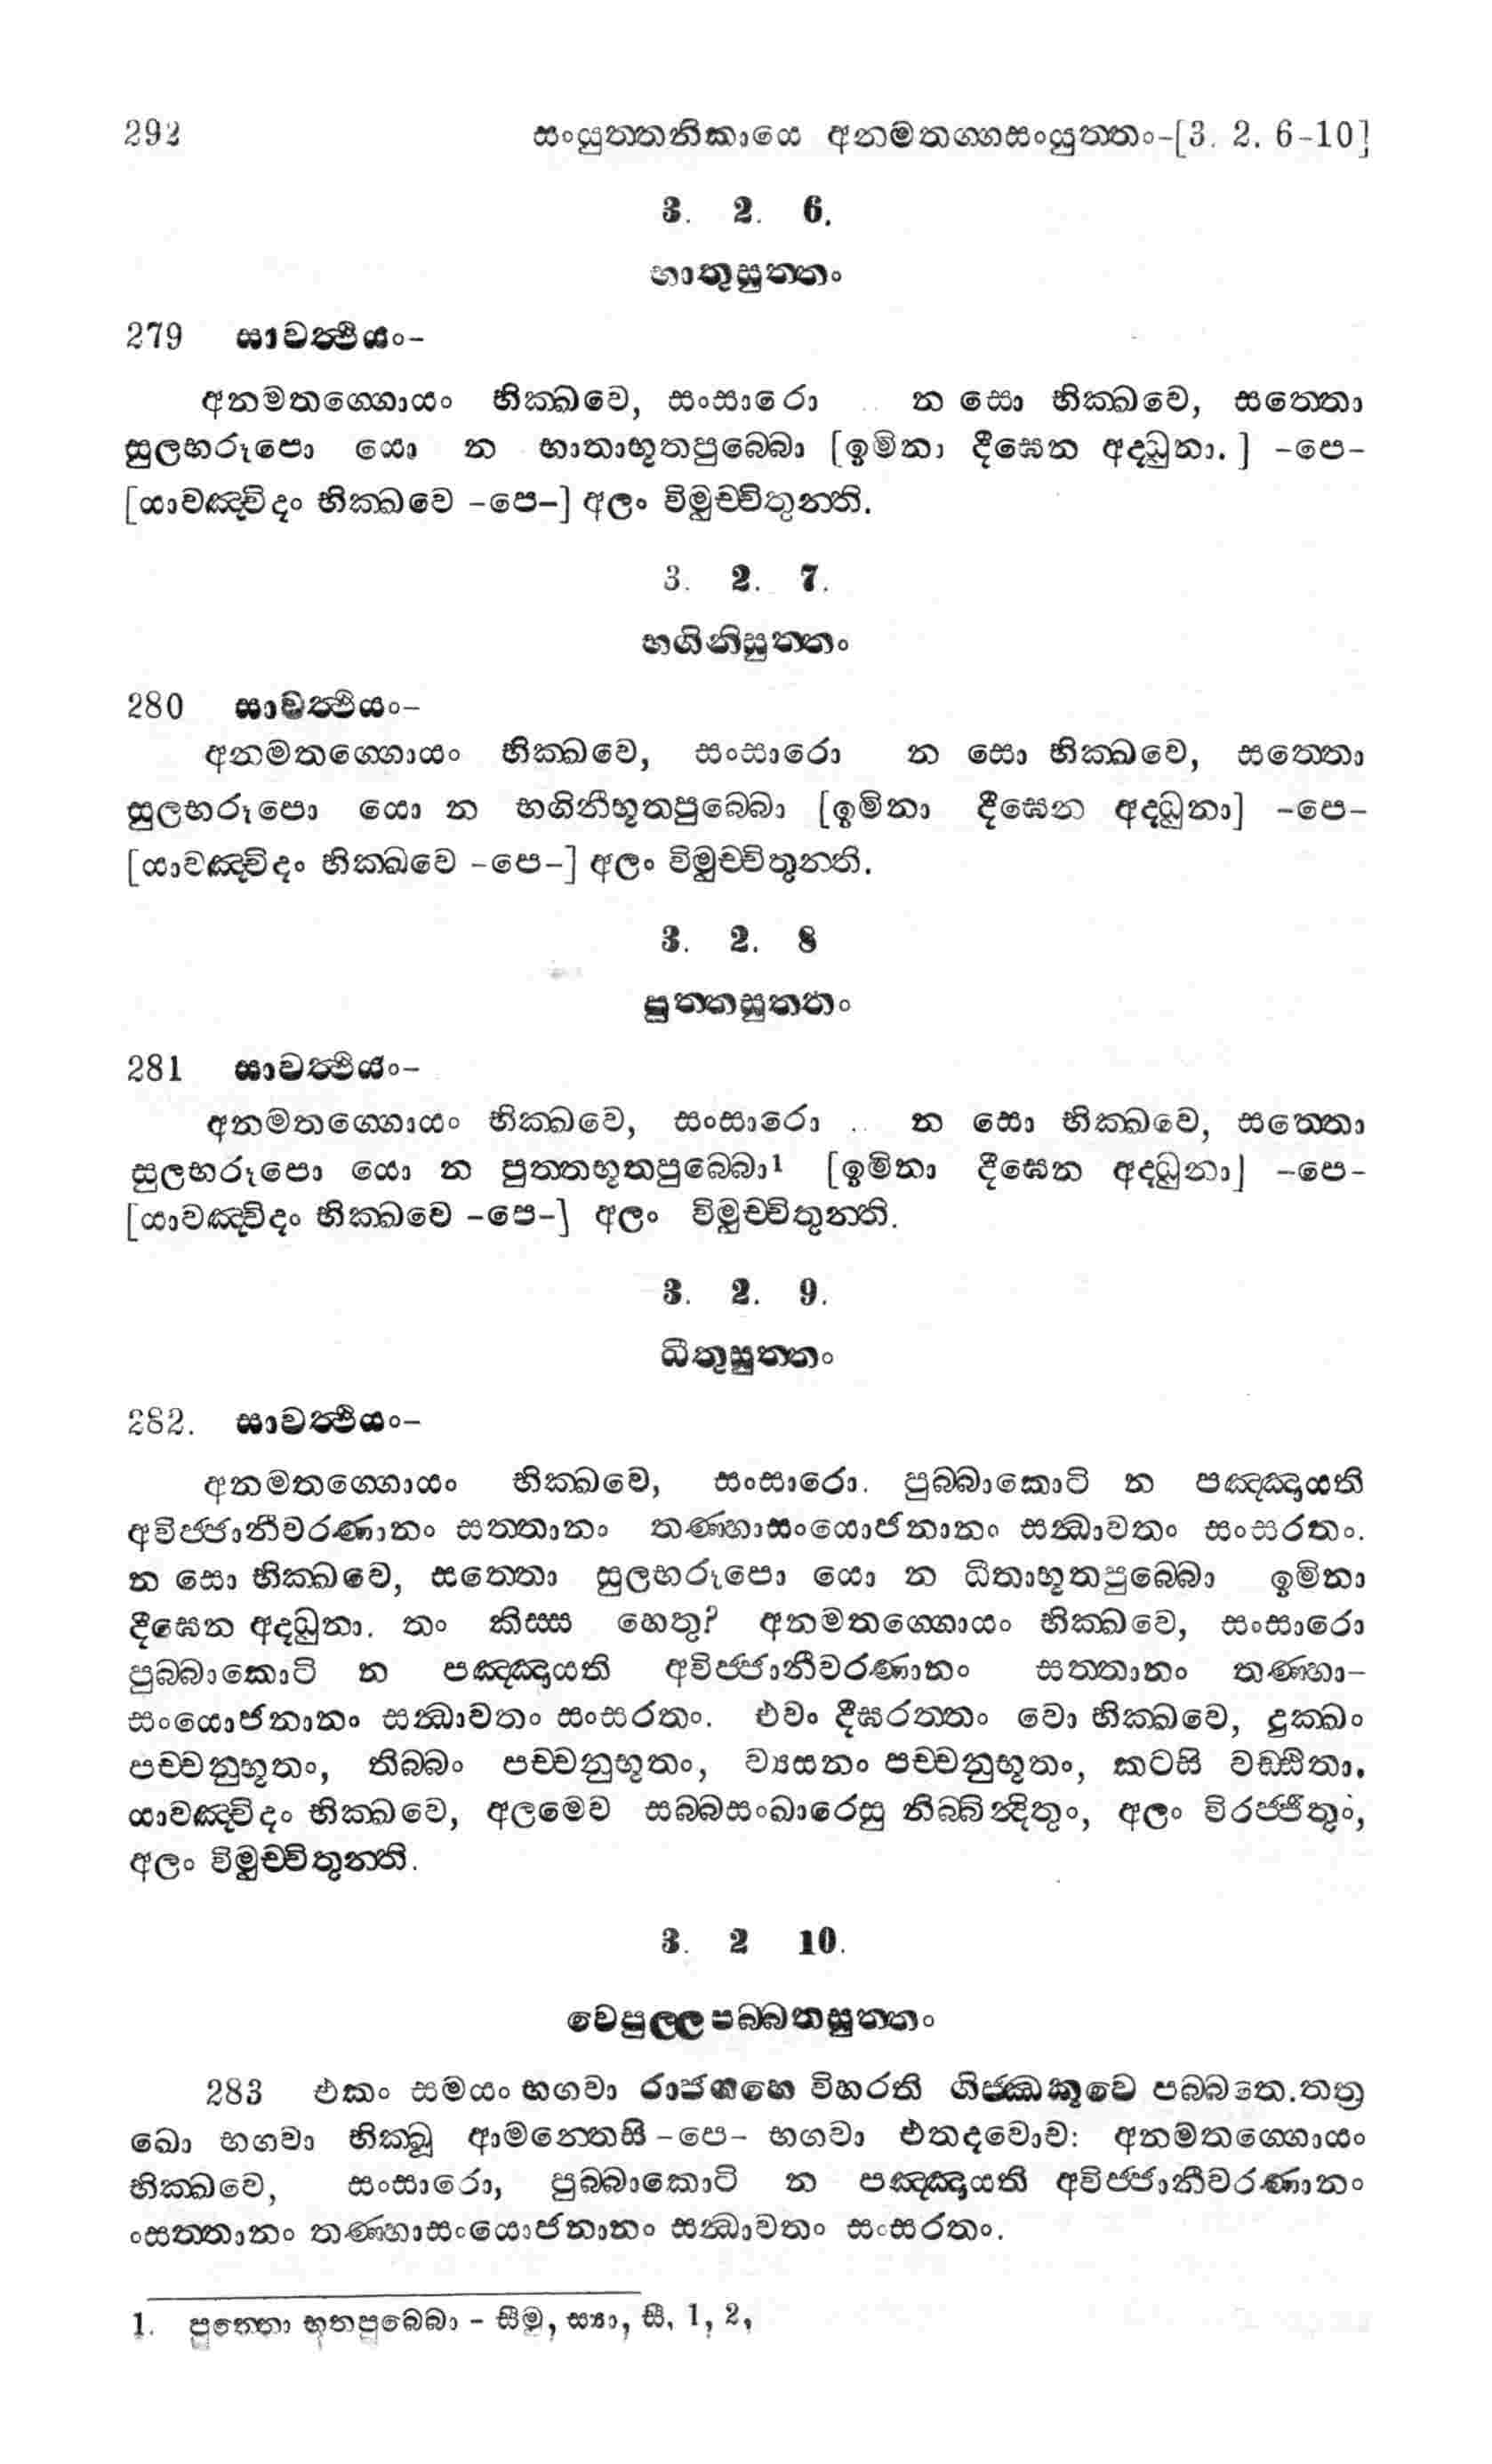 292 සංයුත්තනිකායෙ අනමතග්ගසංයුත්තං-[3. 2. 6-10]
3. 2. 6.
භාතුසුත්තං
279 සාවත්ථියං-
අනමතග්ගොයං භික්ඛවෙ, සංසාරො .. න සො භික්ඛවෙ, සත්තො
සුලභරූපො යො න භාතාභූතපුබ්බො [ඉමිනා දීඝෙන අද්ධුනා.] -පෙ-
[යාවඤ්චිදං භික්ඛවෙ -පෙ-] අලං විමුච්චිතුන්ති.
3. 2. 7.
භගිනිසුත්තං
280 සාවත්ථියං-
අනමතග්ගොයං භික්ඛවෙ, සංසාරො න සො භික්ඛවෙ, සත්තො
සුලභරූපො යො න භගිනීභූතපුබ්බො [ඉමිනා දීඝෙන අද්ධුනා] -පෙ-
[යාවඤ්චිදං භික්ඛවෙ -පෙ-] අලං විමුච්චිතුන්ති.
3. 2. 8
පුත්තසුත්තං
281 සාවත්ථියං-
අනමතග්ගොයං භික්ඛවෙ, සංසාරො .. න සො භික්ඛවෙ, සත්තො
සුලභරූපො යො න පුත්තභූතපුබ්බො¹ [ඉමිනා දීඝෙන අද්ධුනා] -පෙ-
[යාවඤ්චිදං භික්ඛවෙ -පෙ-] අලං විමුච්චිතුන්ති.
3. 2. 9.
ධීතුසුත්තං
282. සාවත්ථියං-
අනමතග්ගොයං භික්ඛවෙ, සංසාරො. පුබ්බාකොටි න පඤ්ඤායති
අවිජ්ජානීවරණානං සත්තානං තණ්හාසංයොජනානං සන්ධාවතං සංසරතං.
න සො භික්ඛවෙ, සත්තො සුලභරූපො යො න ධීතාභූතපුබ්බො ඉමිනා
දීඝෙන අද්ධුනා. තං කිස්ස හෙතු? අනමතග්ගොයං භික්ඛවෙ, සංසාරො
පුබ්බාකොටි න පඤ්ඤායති අවිජ්ජානීවරණානං සත්තානං තණ්හා-
සංයොජනානං සන්ධාවතං සංසරතං. එවං දීඝරත්තං වො භික්ඛවෙ, දුක්ඛං
පච්චනුභූතං, තිබ්බං පච්චනුභූතං, ව්‍යසනං පච්චනුභූතං, කටසි වඩ්ඪිතා.
යාවඤ්චිදං භික්ඛවෙ, අලමෙව සබ්බසංඛාරෙසු නිබ්බින්දිතුං, අලං විරජ්ජිතුං,
අලං විමුච්චිතුන්ති.
3. 2 10.
වෙපුල්ලපබ්බතසුත්තං
283 එකං සමයං භගවා රාජගහෙ විහරති ගිජ්ඣකූටෙ පබ්බතෙ.තත්‍ර
ඛො භගවා භික්ඛූ ආමන්තෙසි -පෙ- භගවා එතදවොච: අනමතග්ගොයං
භික්ඛවෙ, සංසාරො, පුබ්බාකොටි න පඤ්ඤායති අවිජ්ජානීවරණානං
ංසත්තානං තණ්හාසංයොජනානං සන්ධාවතං සංසරතං.
1. පුත්තො භූතපුබ්බො - සීමු, ස්‍යා, සී, 1, 2,